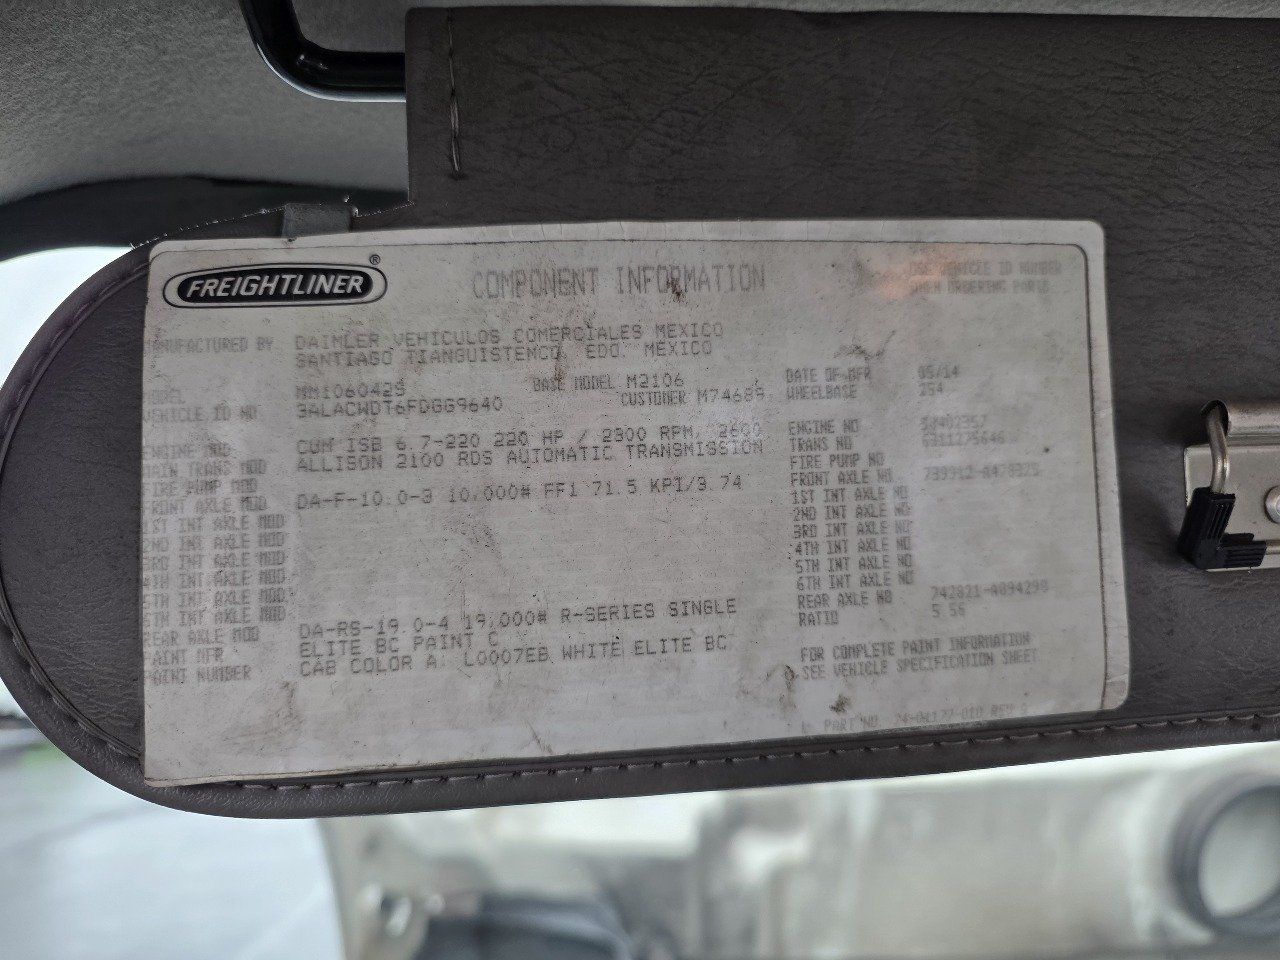 FREIGHTLINER ®
COMPONENT INFORMATION
USE VEHICLE ID NUMBER
WHEN ORDERING PARTS
MANUFACTURED BY DAIMLER VEHICULOS COMERCIALES MEXICO
SANTIAGO TIANGUISTENCO, EDO. MEXICO
MODEL MM106042S BASE MODEL M2106 DATE OF MFR 05/14
VEHICLE ID NO 3ALACWDT6FDGG9640 CUSTOMER M74689 WHEELBASE 254
ENGINE MOD CUM ISB 6.7-220 220 HP / 2300 RPM, 2600 ENGINE NO
MAIN TRANS MOD ALLISON 2100 RDS AUTOMATIC TRANSMISSION TRANS NO 6311275646
FIRE PUMP MOD FIRE PUMP NO
FRONT AXLE MOD DA-F-10.0-3 10,000# FF1 71.5 KPI/3.74 FRONT AXLE NO
1ST INT AXLE MOD 1ST INT AXLE NO
2ND INT AXLE MOD 2ND INT AXLE NO
3RD INT AXLE MOD 3RD INT AXLE NO
4TH INT AXLE MOD 4TH INT AXLE NO
5TH INT AXLE MOD 5TH INT AXLE NO
6TH INT AXLE MOD 6TH INT AXLE NO
REAR AXLE MOD DA-RS-19.0-4 19,000# R-SERIES SINGLE REAR AXLE NO
PAINT MFR ELITE BC PAINT C RATIO
PAINT NUMBER CAB COLOR A: L0007EB WHITE ELITE BC
FOR COMPLETE PAINT INFORMATION
SEE VEHICLE SPECIFICATION SHEET
PART NO.